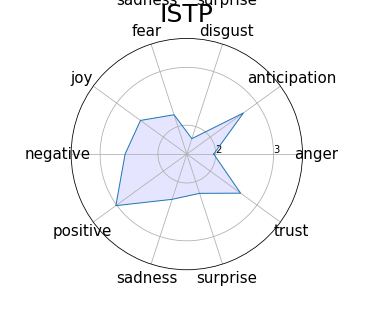 sadness surprise
ISTP
fear disgust
joy anticipation
negative 2 3 anger
positive trust
sadness surprise